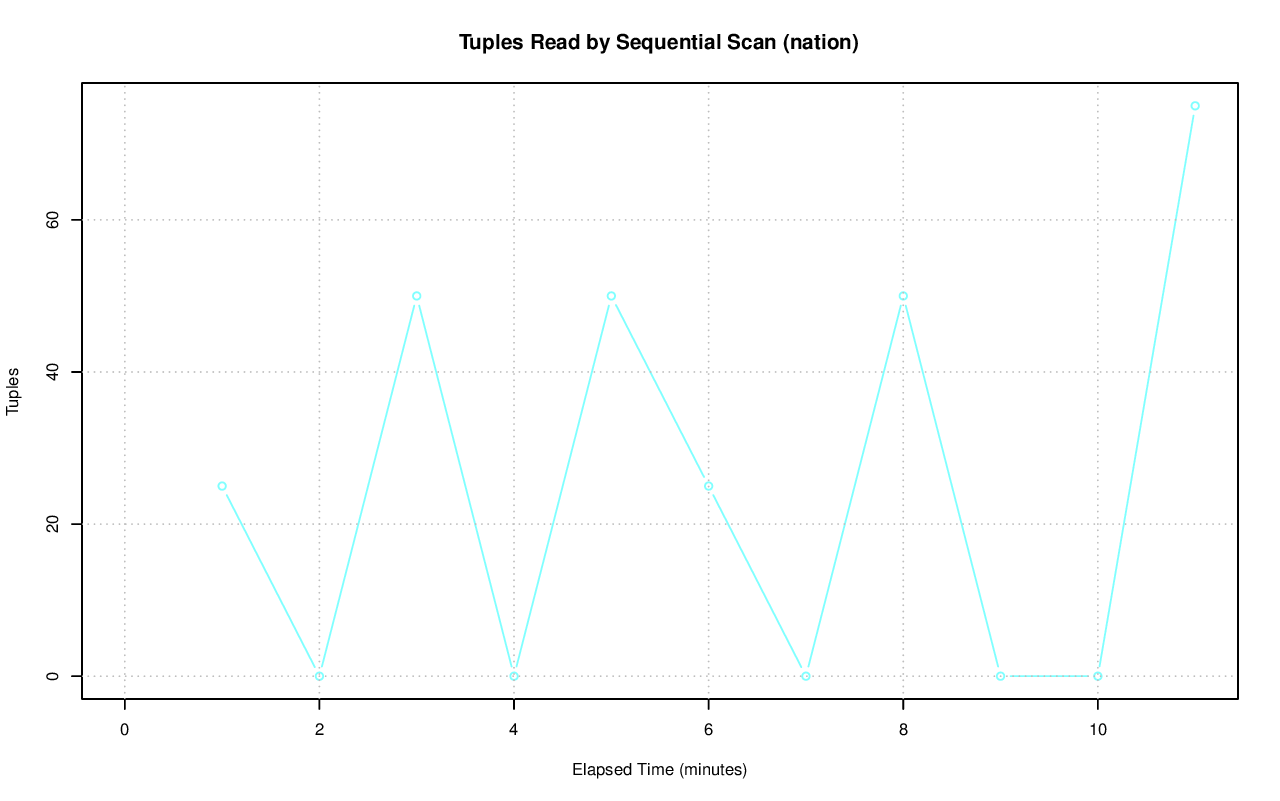 Tuples Read by Sequential Scan (nation)
Tuples
60
40
20
0
0 2 4 6 8 10
Elapsed Time (minutes)